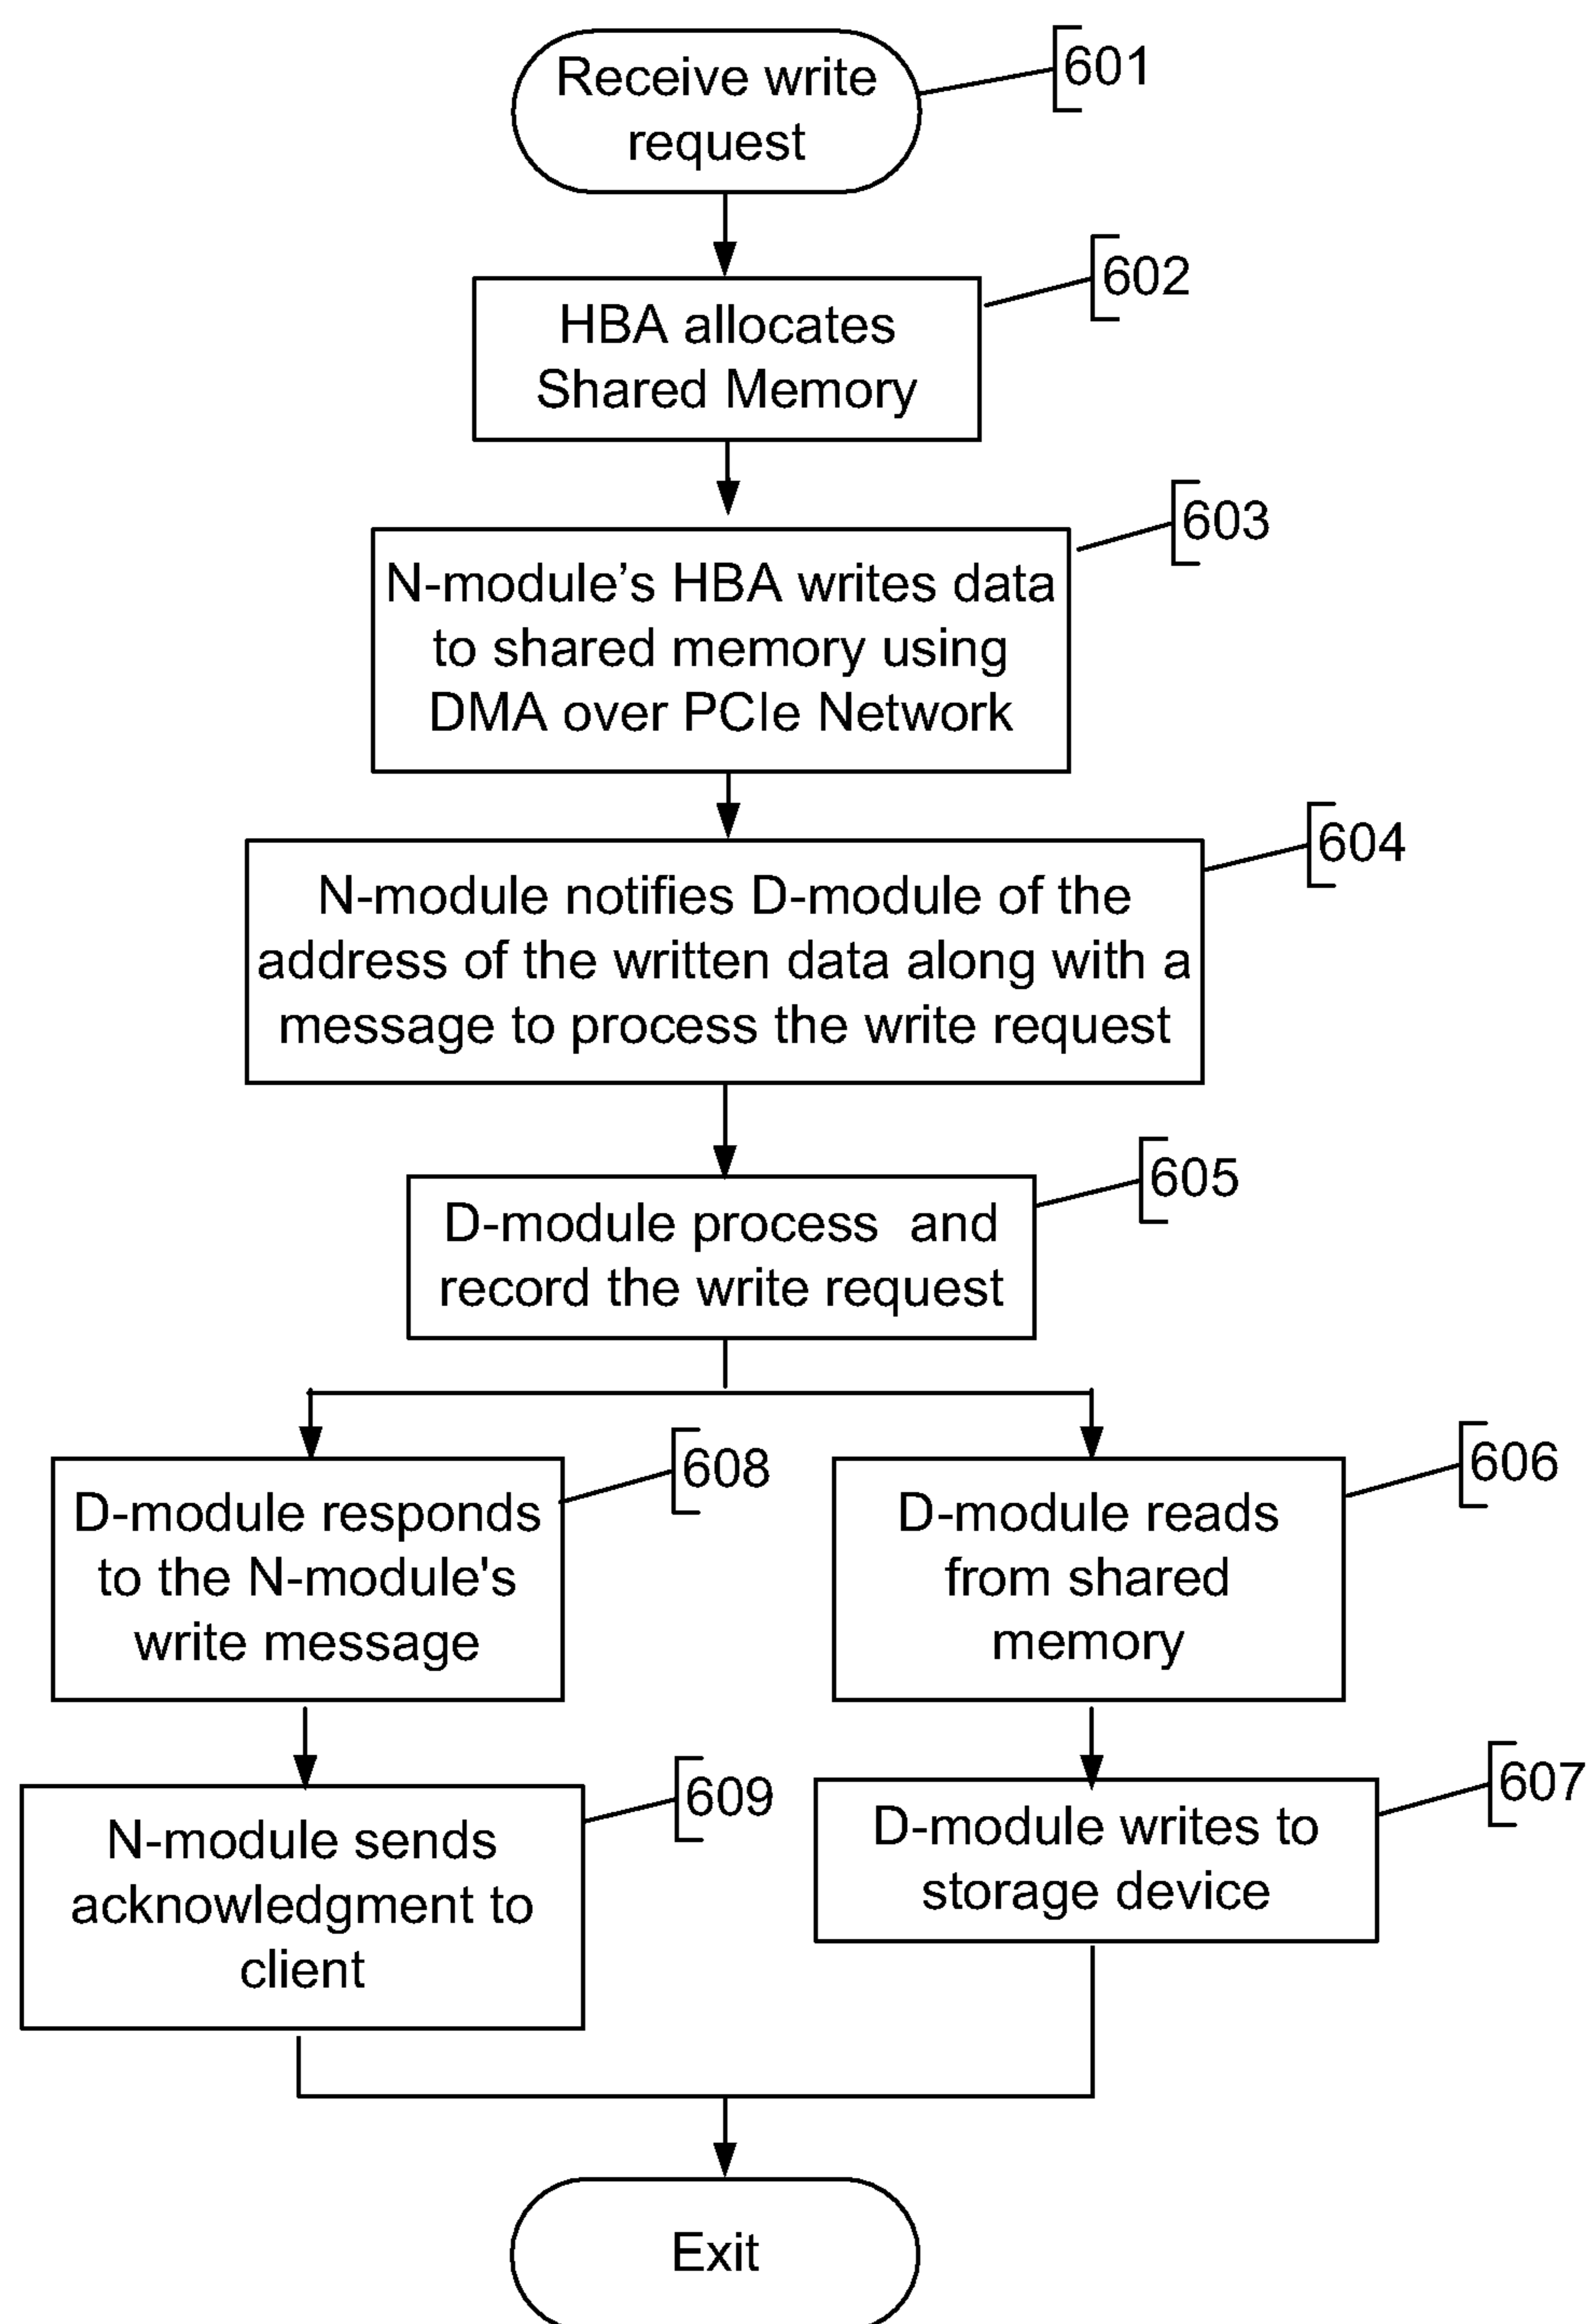 Receive write
request
601
HBA allocates
Shared Memory
602
N-module’s HBA writes data
to shared memory using
DMA over PCIe Network
603
N-module notifies D-module of the
address of the written data along with a
message to process the write request
604
D-module process  and
record the write request
605
D-module responds
to the N-module's
write message
608
D-module reads
from shared
memory
606
N-module sends
acknowledgment to
client
609
D-module writes to
storage device
607
Exit